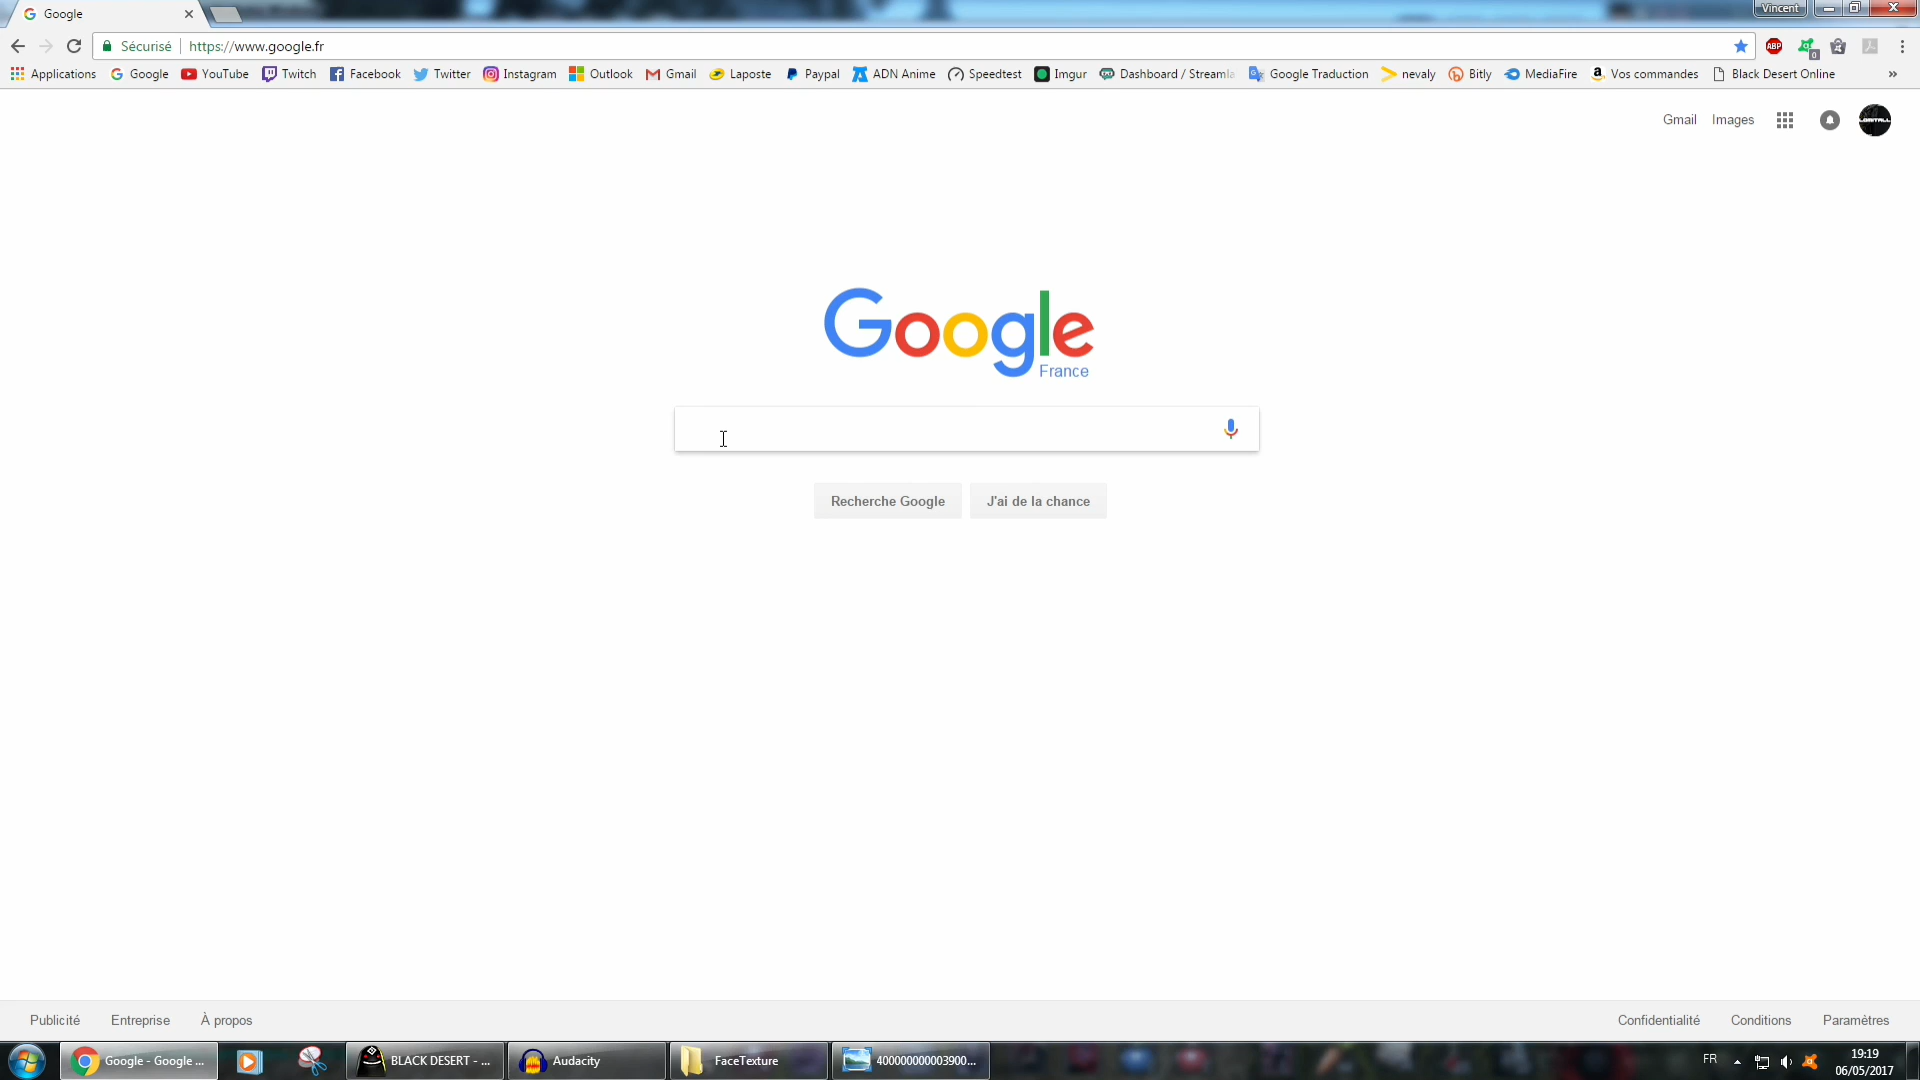 Google
Vincent
Sécurisé https://www.google.fr
ABP
0
Applications Google YouTube Twitch Facebook Twitter Instagram Outlook Gmail Laposte Paypal ADN Anime Speedtest Imgur Dashboard / Streamla Google Traduction nevaly Bitly MediaFire Vos commandes Black Desert Online »
Gmail Images
Google
France
Recherche Google J'ai de la chance
Publicité Entreprise À propos Confidentialité Conditions Paramètres
Google - Google ... BLACK DESERT - ... Audacity FaceTexture 400000000003900... FR 19:19
06/05/2017